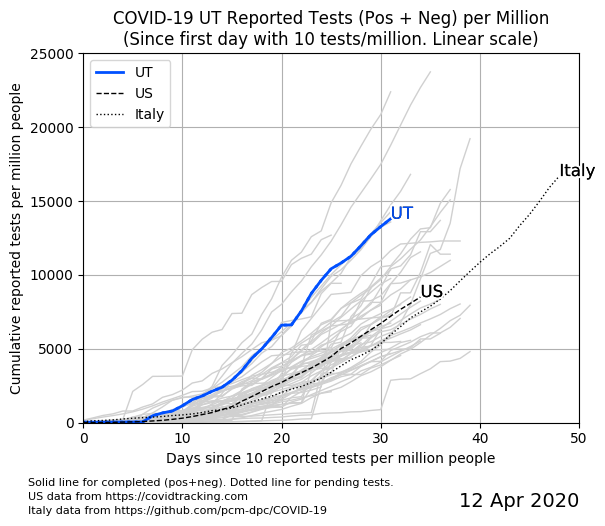 COVID-19 UT Reported Tests (Pos + Neg) per Million
(Since first day with 10 tests/million. Linear scale)
Cumulative reported tests per million people
25000
20000
15000
10000
5000
0
UT
US
Italy
Italy
UT
US
0 10 20 30 40 50
Days since 10 reported tests per million people
Solid line for completed (pos+neg). Dotted line for pending tests.
US data from https://covidtracking.com
Italy data from https://github.com/pcm-dpc/COVID-19
12 Apr 2020